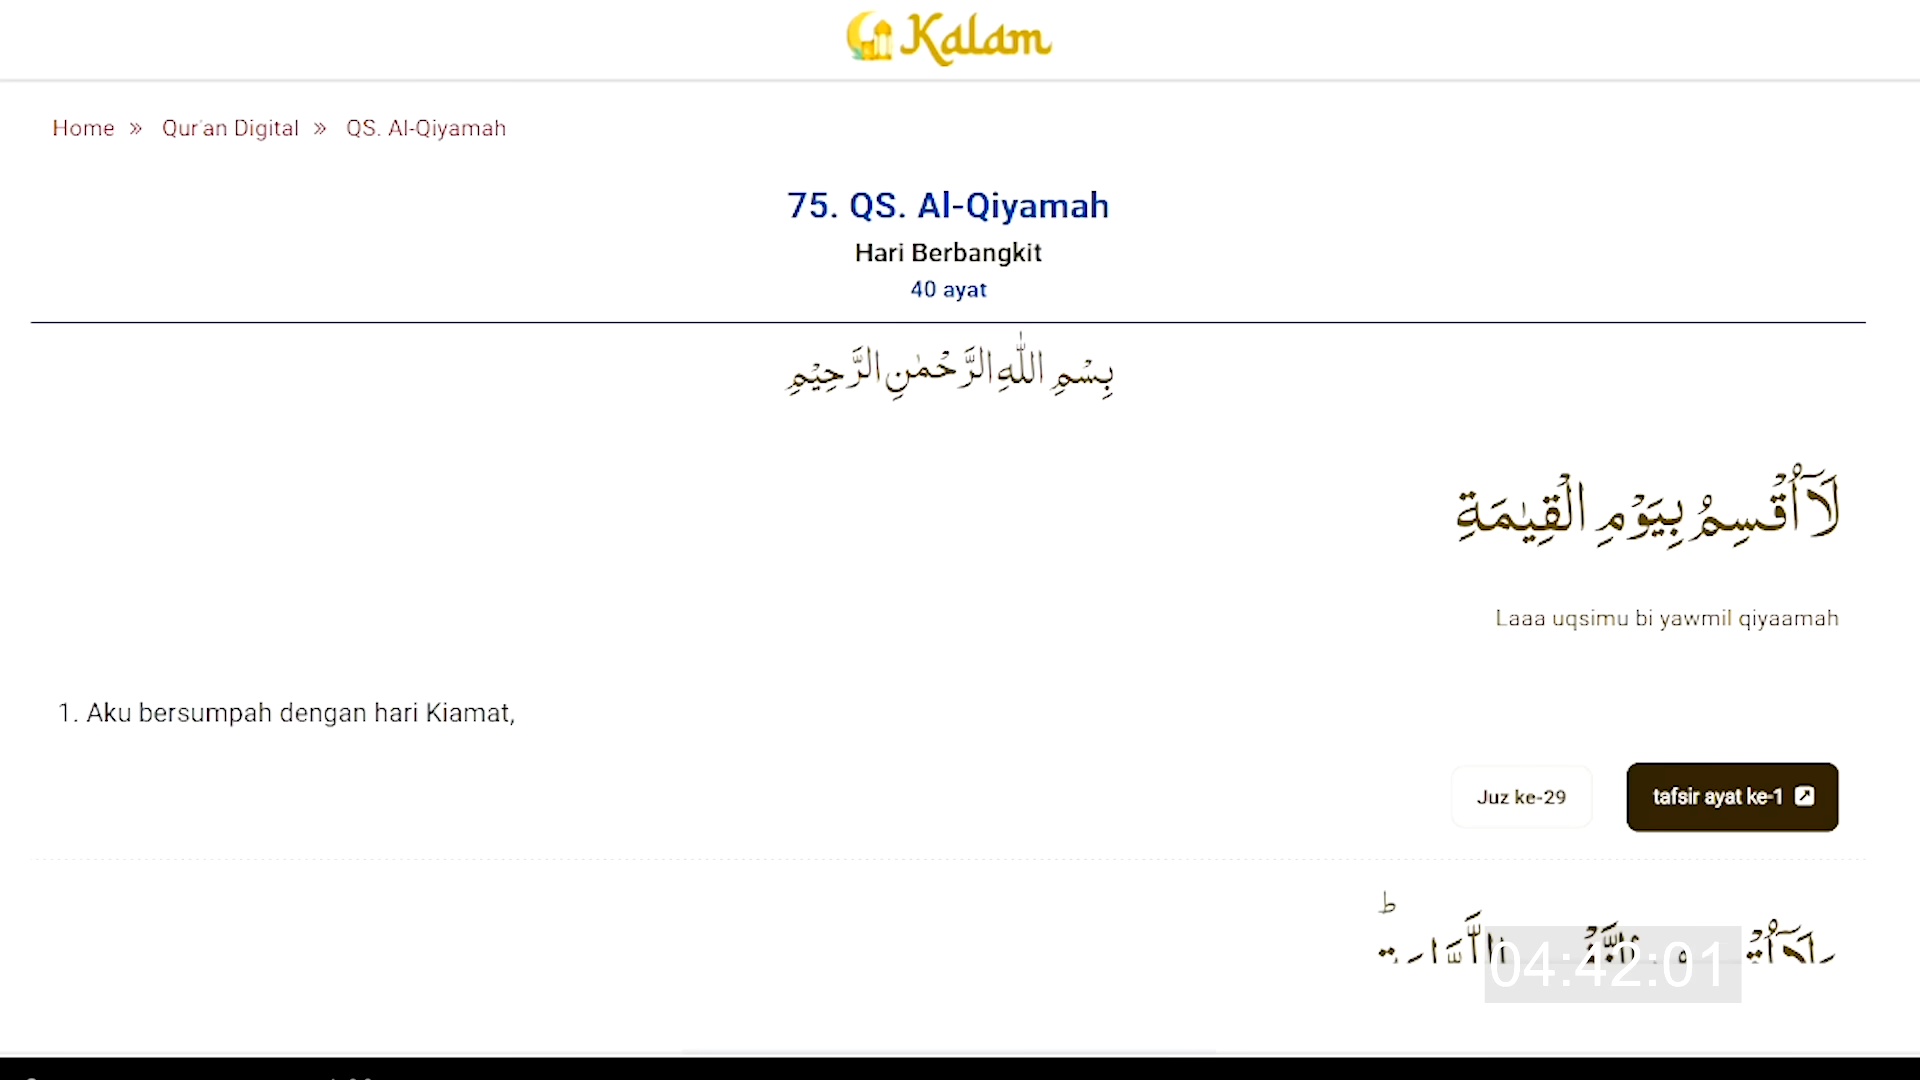 Kalam
Home » Qur'an Digital » QS. Al-Qiyamah
75. QS. Al-Qiyamah
Hari Berbangkit
40 ayat
بِسْمِ اللّٰهِ الرَّحْمٰنِ الرَّحِيْمِ
لَآ اُقْسِمُ بِيَوْمِ الْقِيٰمَةِ
Laaa uqsimu bi yawmil qiyaamah
1. Aku bersumpah dengan hari Kiamat,
Juz ke-29
tafsir ayat ke-1
04:42:01